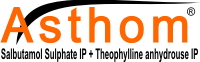 Asthom®
Salbutamol Sulphate IP + Theophylline anhydrouse IP